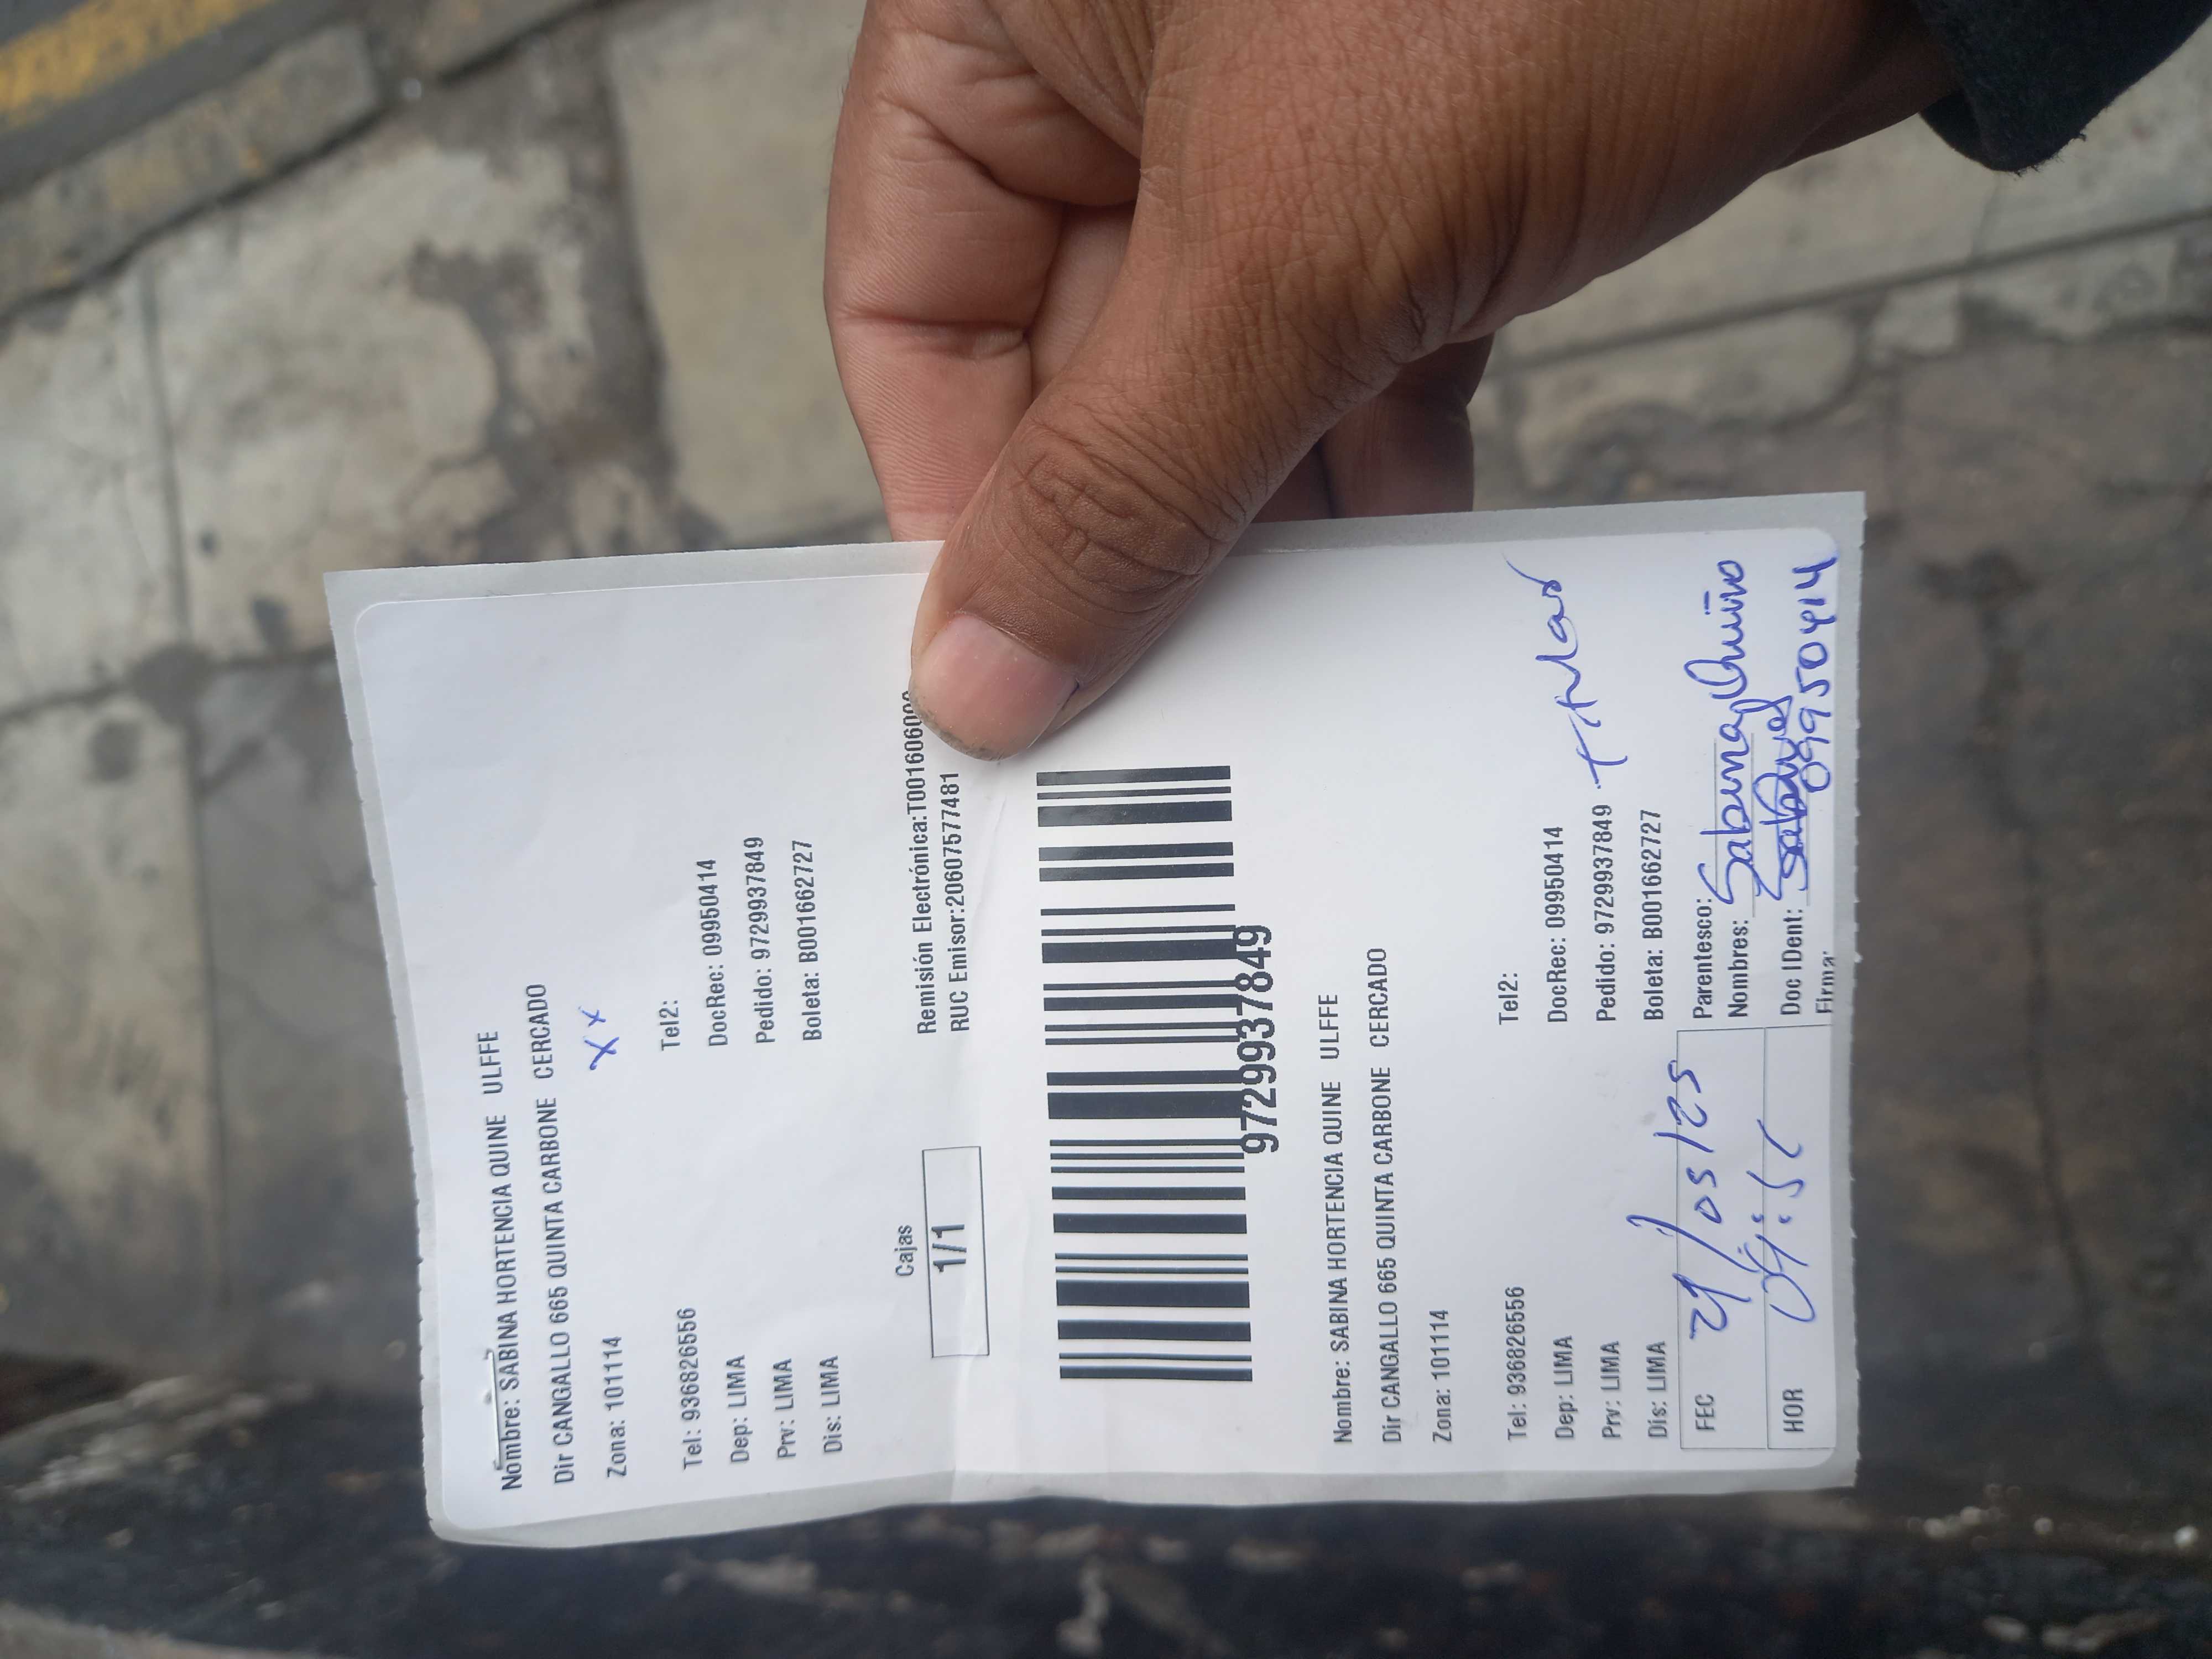 Nombre: SABINA HORTENCIA QUINE ULFFE
Dir CANGALLO 665 QUINTA CARBONE CERCADO
Zona: 101114
xx
Tel: 936826556 Tel2:
Dep: LIMA DocRec: 09950414
Prv: LIMA Pedido: 9729937849
Dis: LIMA Boleta: B001662727
Cajas
1/1
Remisión Electrónica:T00160600
RUC Emisor:20607577481
9729937849
Nombre: SABINA HORTENCIA QUINE ULFFE
Dir CANGALLO 665 QUINTA CARBONE CERCADO
Zona: 101114
Tel: 936826556 Tel2:
Dep: LIMA DocRec: 09950414
Prv: LIMA Pedido: 9729937849
Dis: LIMA Boleta: B001662727
titular
FEC 21/05/25 Parentesco:
Nombres: Sabina
HOR Doc IDent: 09950414
Firma: